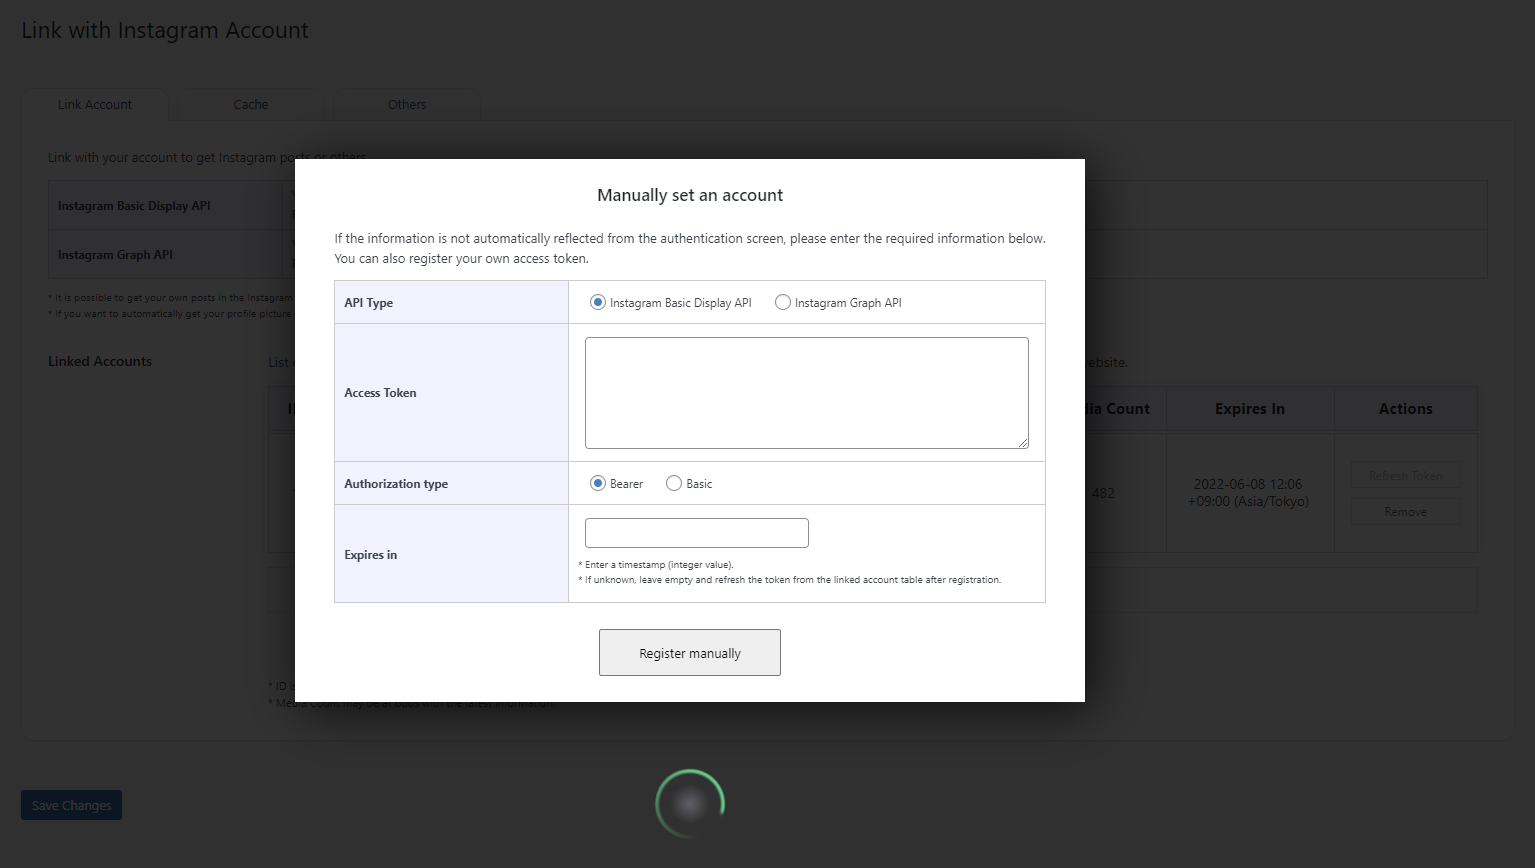 Link with Instagram Account
Link Account
Cache
Others
Link with your account to get Instagram posts or others.
Instagram Basic Display API
Instagram Graph API
* It is possible to get your own posts in the Instagram
* If you want to automatically get your profile picture
Linked Accounts
List
ebsite.
Count
Expires In
Actions
482
2022-06-08 12:06
+09:00 (Asia/Tokyo)
Refresh Token
Remove
* ID
* Media Count may be at odds with the latest information.
Save Changes
Manually set an account
If the information is not automatically reflected from the authentication screen, please enter the required information below.
You can also register your own access token.
API Type
Instagram Basic Display API
Instagram Graph API
Access Token
Authorization type
Bearer
Basic
Expires in
* Enter a timestamp (integer value).
* If unknown, leave empty and refresh the token from the linked account table after registration.
Register manually